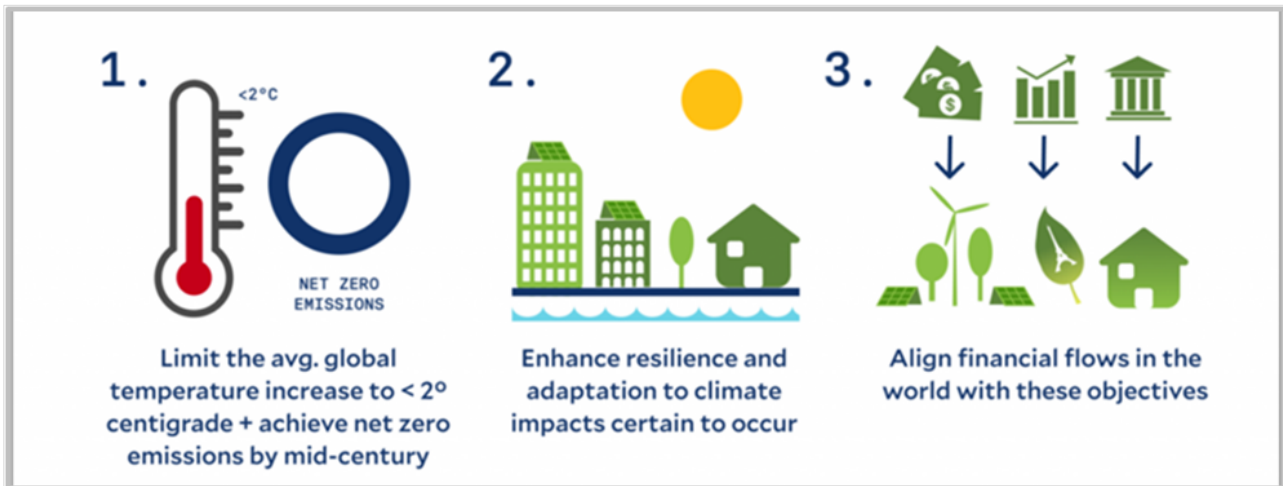 1.
<2°C
NET ZERO
EMISSIONS
Limit the avg. global
temperature increase to < 2º
centigrade + achieve net zero
emissions by mid-century
2.
Enhance resilience and
adaptation to climate
impacts certain to occur
3.
$
Align financial flows in the
world with these objectives